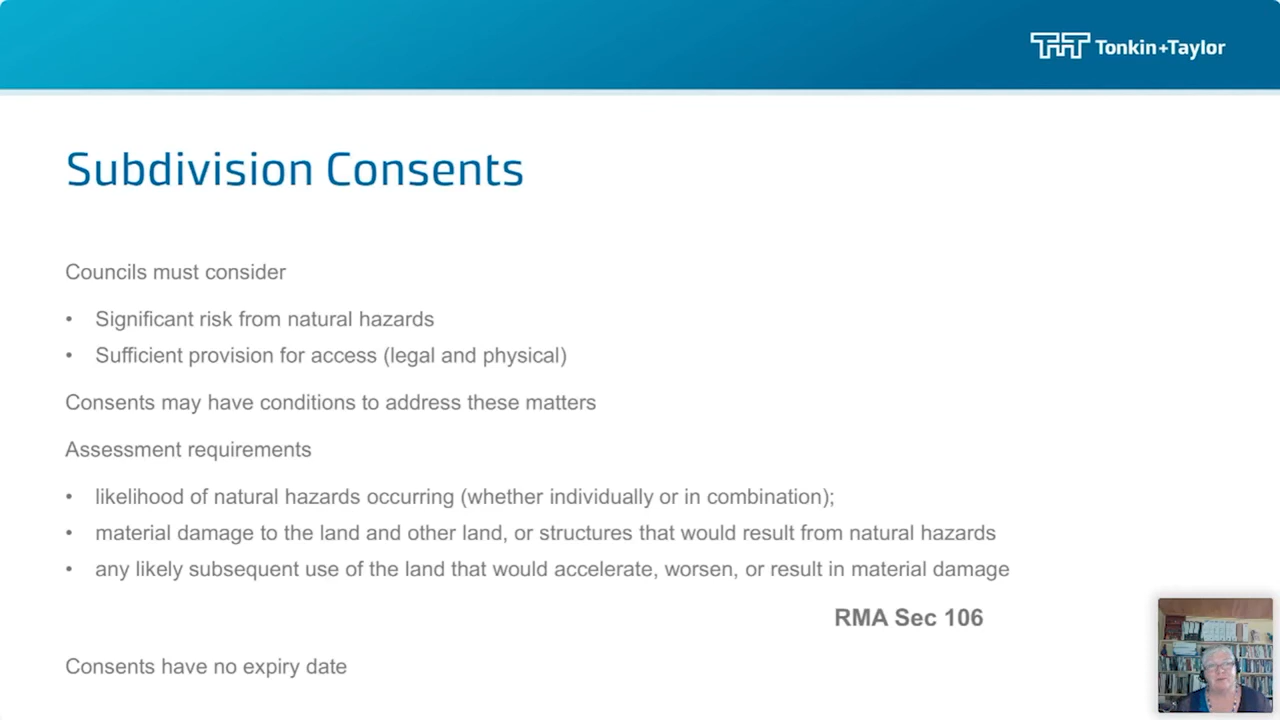 Tonkin+Taylor
Subdivision Consents
Councils must consider
• Significant risk from natural hazards
• Sufficient provision for access (legal and physical)
Consents may have conditions to address these matters
Assessment requirements
• likelihood of natural hazards occurring (whether individually or in combination);
• material damage to the land and other land, or structures that would result from natural hazards
• any likely subsequent use of the land that would accelerate, worsen, or result in material damage
RMA Sec 106
Consents have no expiry date